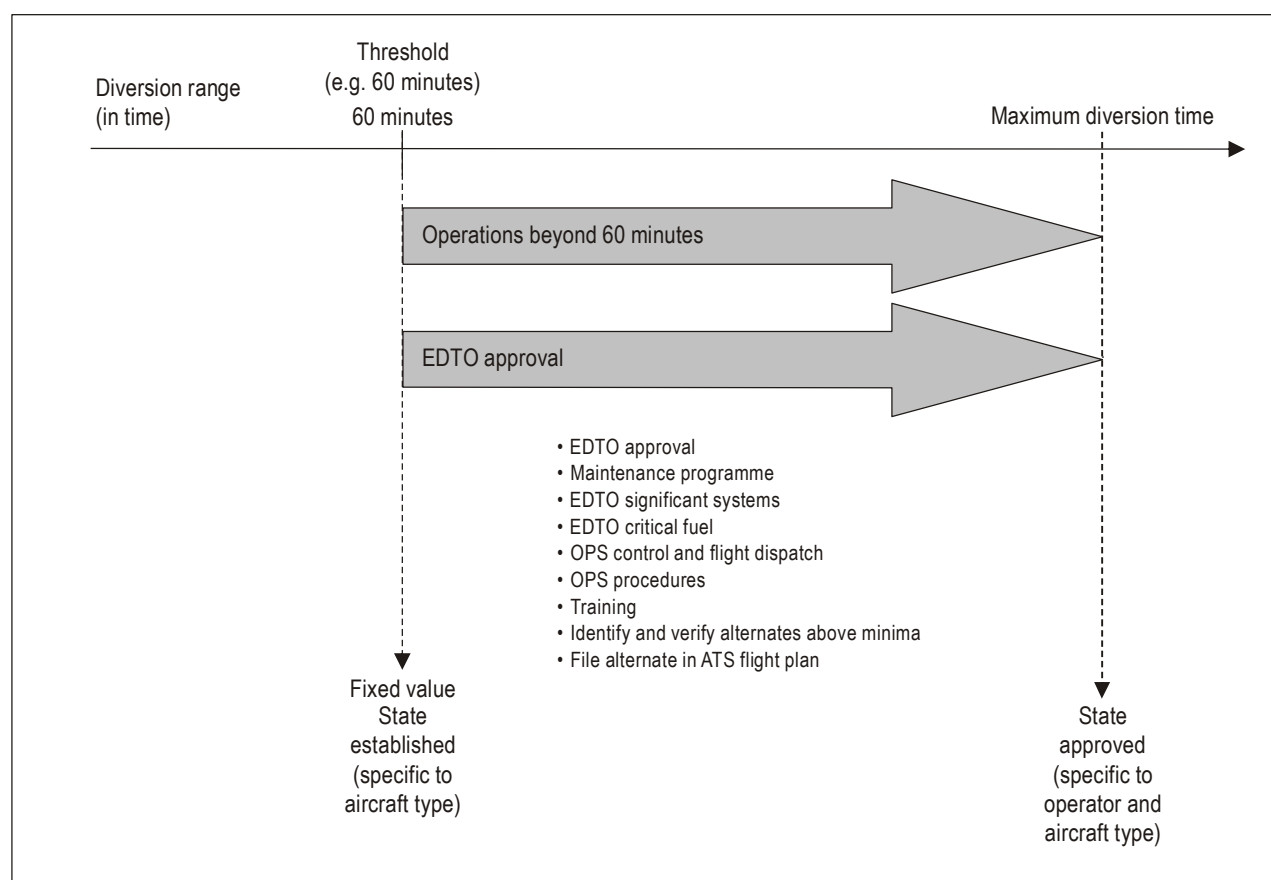 Threshold
(e.g. 60 minutes)
Diversion range
(in time)
60 minutes
Maximum diversion time
Operations beyond 60 minutes
EDTO approval
• EDTO approval
• Maintenance programme
• EDTO significant systems
• EDTO critical fuel
• OPS control and flight dispatch
• OPS procedures
• Training
• Identify and verify alternates above minima
• File alternate in ATS flight plan
Fixed value
State
established
(specific to
aircraft type)
State
approved
(specific to
operator and
aircraft type)